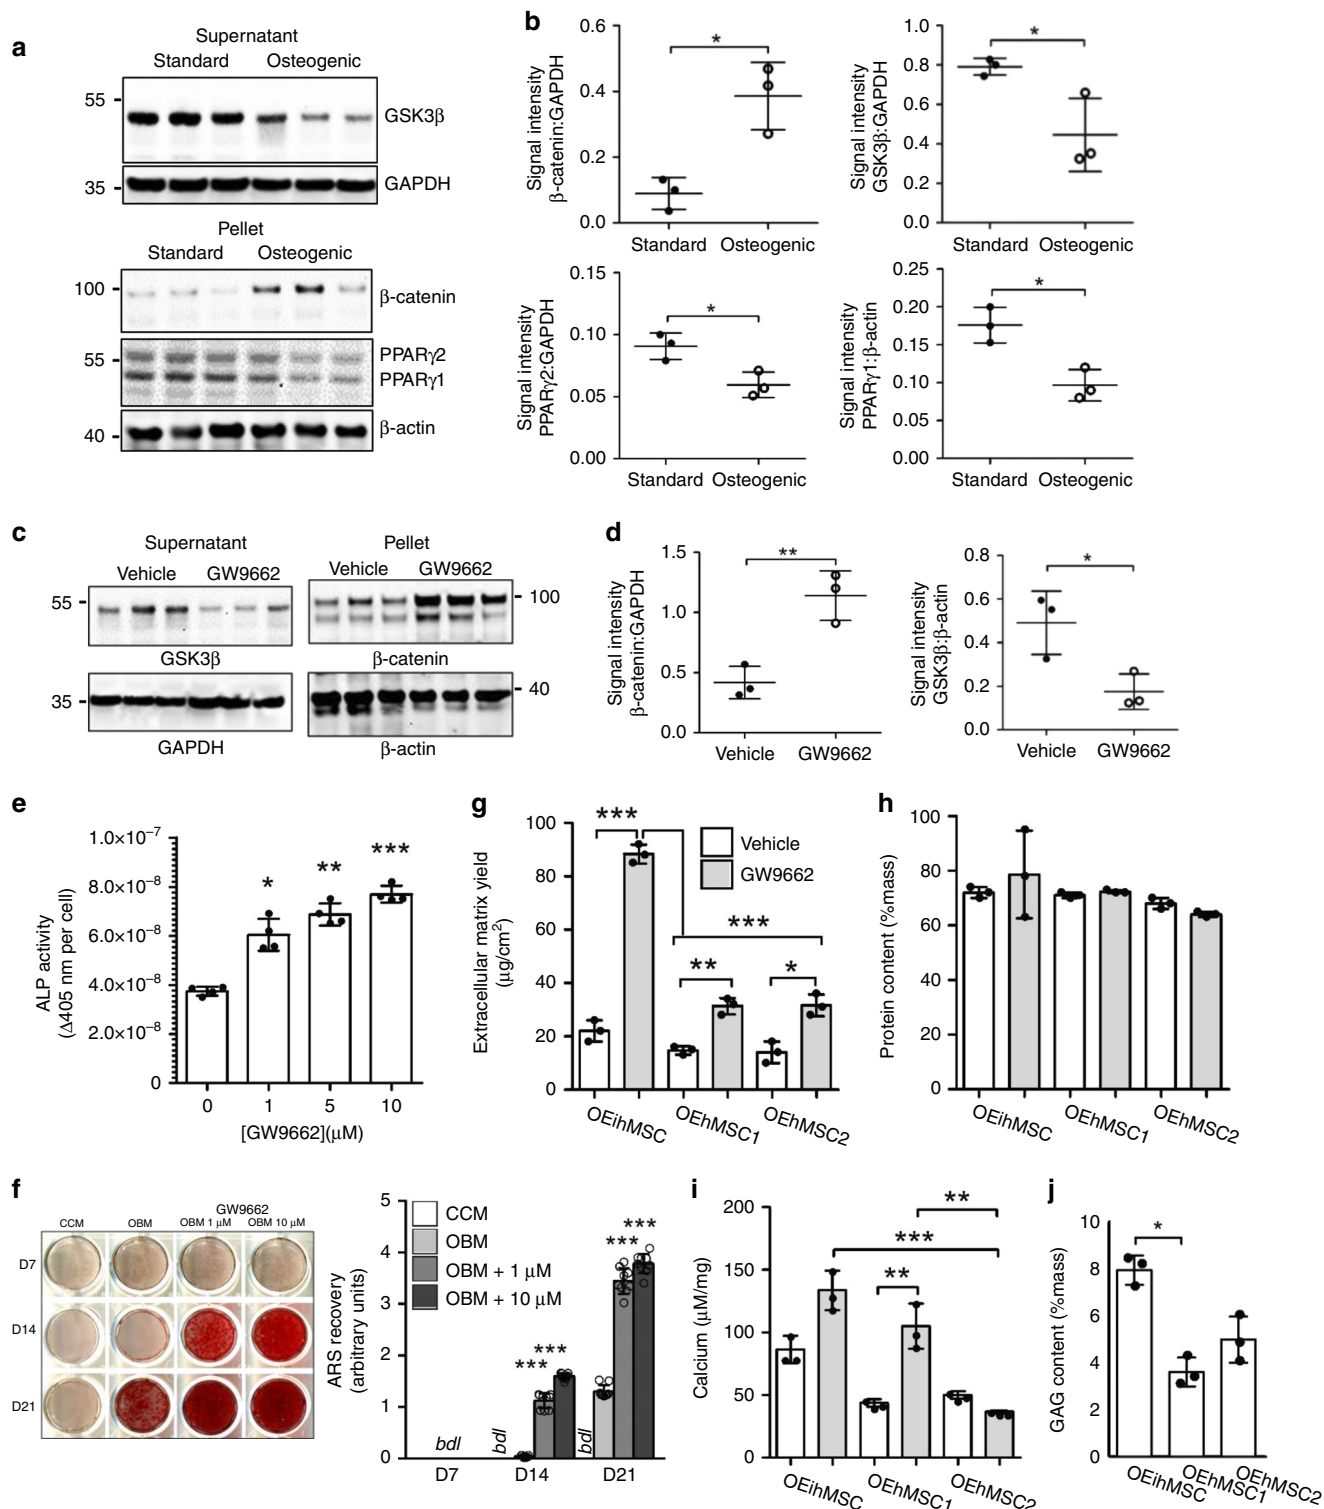 a
Supernatant
Standard Osteogenic
55
GSK3β
35
GAPDH
Pellet
Standard Osteogenic
100
β-catenin
55
PPARγ2
PPARγ1
40
β-actin
b
Signal intensity
β-catenin:GAPDH
0.6
0.4
0.2
0.0
*
Standard Osteogenic
Signal intensity
GSK3β:GAPDH
1.0
0.8
0.6
0.4
0.2
0.0
*
Standard Osteogenic
Signal intensity
PPARγ2:GAPDH
0.15
0.10
0.05
0.00
*
Standard Osteogenic
Signal intensity
PPARγ1:β-actin
0.25
0.20
0.15
0.10
0.05
0.00
*
Standard Osteogenic
c
Supernatant Pellet
Vehicle GW9662 Vehicle GW9662
55
100
GSK3β
β-catenin
35
40
GAPDH
β-actin
d
Signal intensity
β-catenin:GAPDH
1.5
1.0
0.5
0.0
**
Vehicle GW9662
Signal intensity
GSK3β:β-actin
0.8
0.6
0.4
0.2
0.0
*
Vehicle GW9662
e
ALP activity
(Δ405 nm per cell)
1.0×10⁻⁷
8.0×10⁻⁸
6.0×10⁻⁸
4.0×10⁻⁸
2.0×10⁻⁸
0
*
**
***
0 1 5 10
[GW9662](μM)
g
Extracellular matrix yield
(μg/cm²)
100
80
60
40
20
0
***
***
**
*
Vehicle
GW9662
OEihMSC
OEhMSC1
OEhMSC2
h
Protein content (%mass)
100
80
60
40
20
0
OEihMSC
OEhMSC1
OEhMSC2
f
GW9662
CCM OBM OBM 1 μM OBM 10 μM
D7
D14
D21
ARS recovery
(arbitrary units)
5
4
3
2
1
0
CCM
OBM
OBM + 1 μM
OBM + 10 μM
***
***
***
***
bdl
bdl
bdl
D7 D14 D21
i
Calcium (μM/mg)
200
150
100
50
0
**
***
**
OEihMSC
OEhMSC1
OEhMSC2
j
GAG content (%mass)
10
8
6
4
2
0
*
OEihMSC
OEhMSC1
OEhMSC2